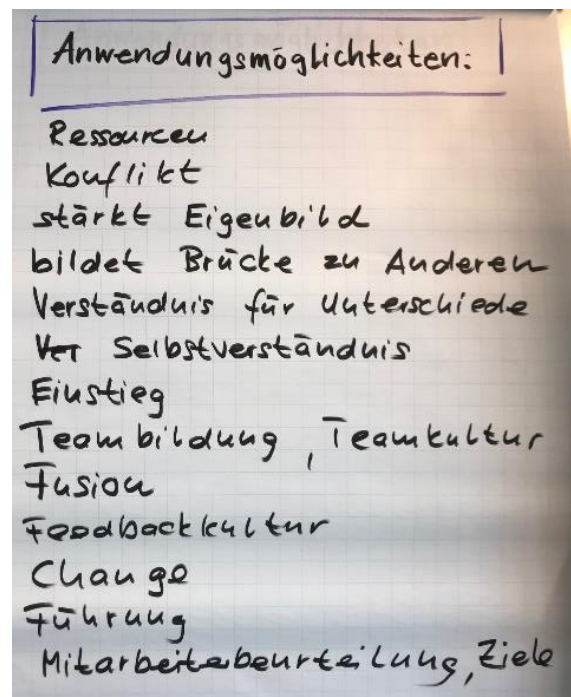 Anwendungsmöglichkeiten:
Ressourcen
Konflikt
stärkt Eigenbild
bildet Brücke zu Anderen
Verständnis für Unterschiede
Selbstverständnis
Einstieg
Teambildung, Teamkultur
Fusion
Feedbackkultur
Change
Führung
Mitarbeiterbeurteilung, Ziele